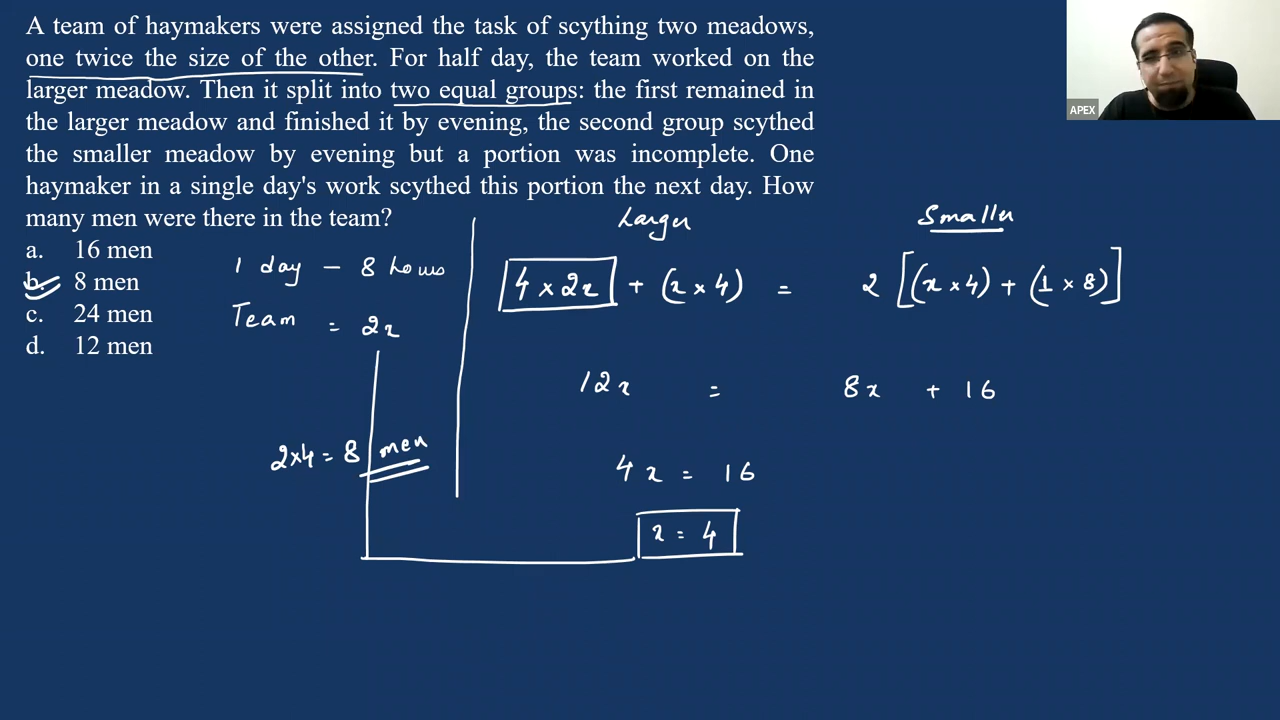 A team of haymakers were assigned the task of scything two meadows,
one twice the size of the other. For half day, the team worked on the
larger meadow. Then it split into two equal groups: the first remained in
the larger meadow and finished it by evening, the second group scythed
the smaller meadow by evening but a portion was incomplete. One
haymaker in a single day's work scythed this portion the next day. How
many men were there in the team?
a. 16 men
b. 8 men
c. 24 men
d. 12 men
APEX
1 day - 8 hours
Team = 2x
2x4 = 8 men
Larger
Smaller
4 × 2x + (x × 4) = 2 [(x × 4) + (1 × 8)]
12x = 8x + 16
4x = 16
x = 4